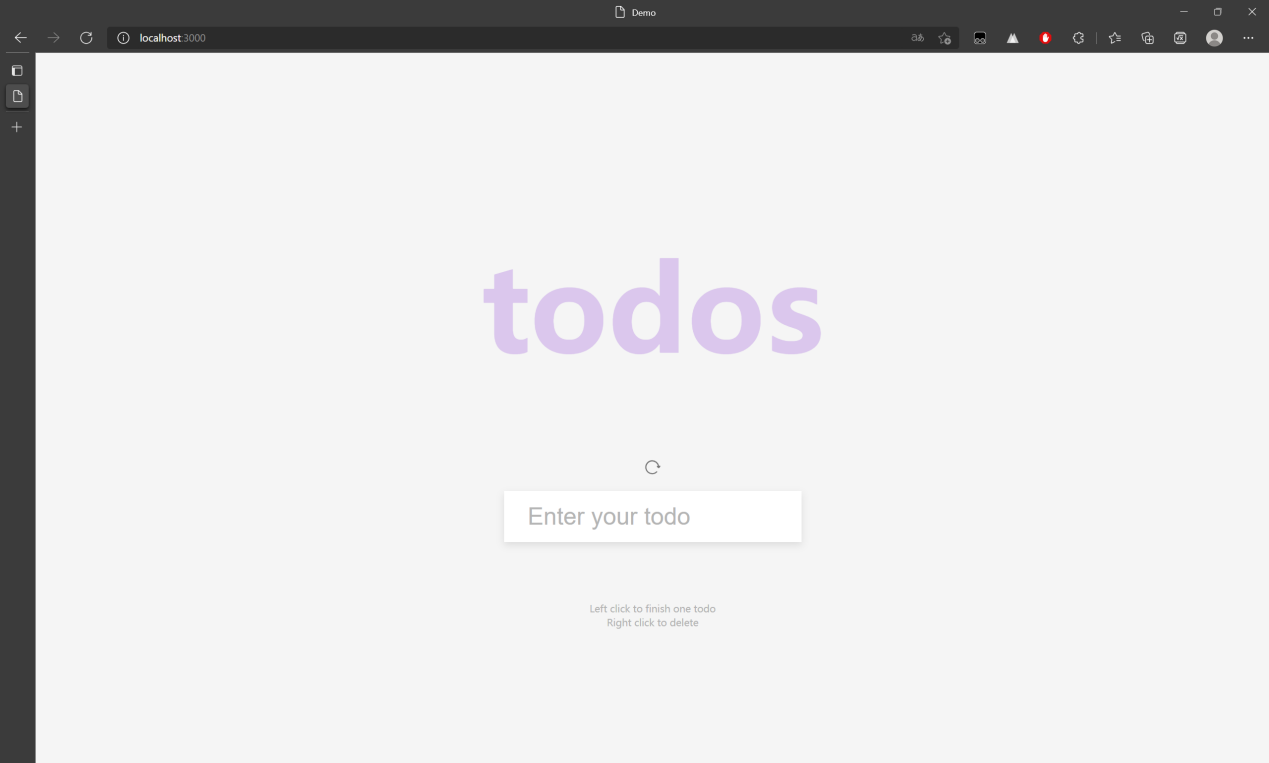 Demo
localhost:3000
todos
Enter your todo
Left click to finish one todo
Right click to delete